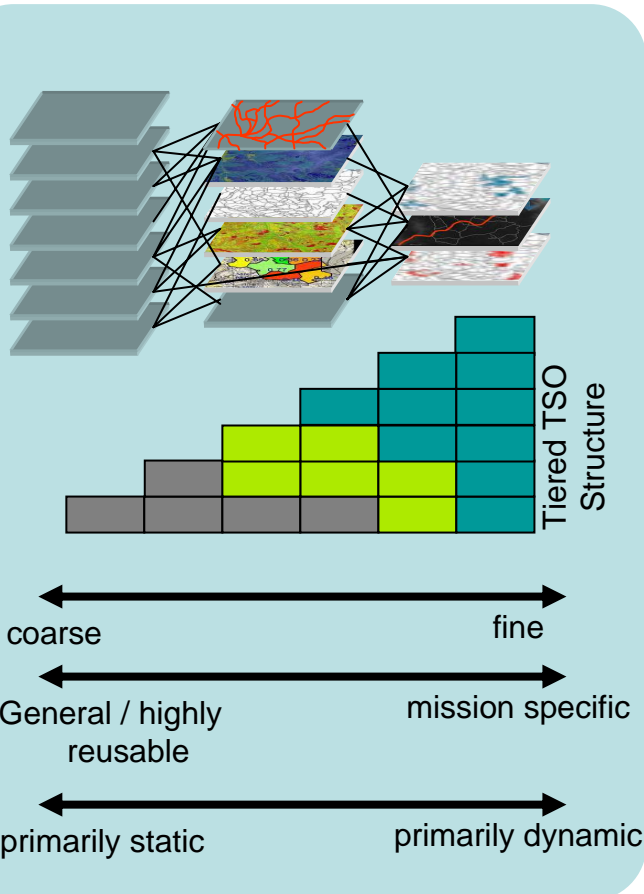 Tiered TSO
Structure
coarse
fine
General / highly
reusable
mission specific
primarily static
primarily dynamic